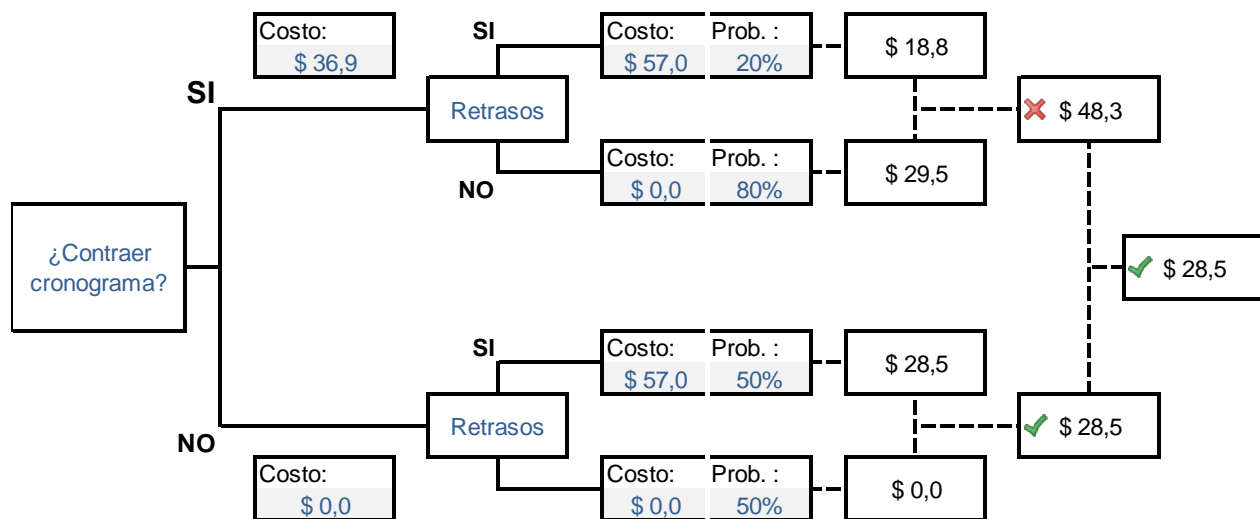 Costo:
$ 36,9
SI
Costo: Prob. :
$ 57,0 20%
$ 18,8
SI
Retrasos
$ 48,3
NO
Costo: Prob. :
$ 0,0 80%
$ 29,5
¿Contraer
cronograma?
$ 28,5
SI
Costo: Prob. :
$ 57,0 50%
$ 28,5
NO
Retrasos
$ 28,5
Costo:
$ 0,0
Costo: Prob. :
$ 0,0 50%
$ 0,0